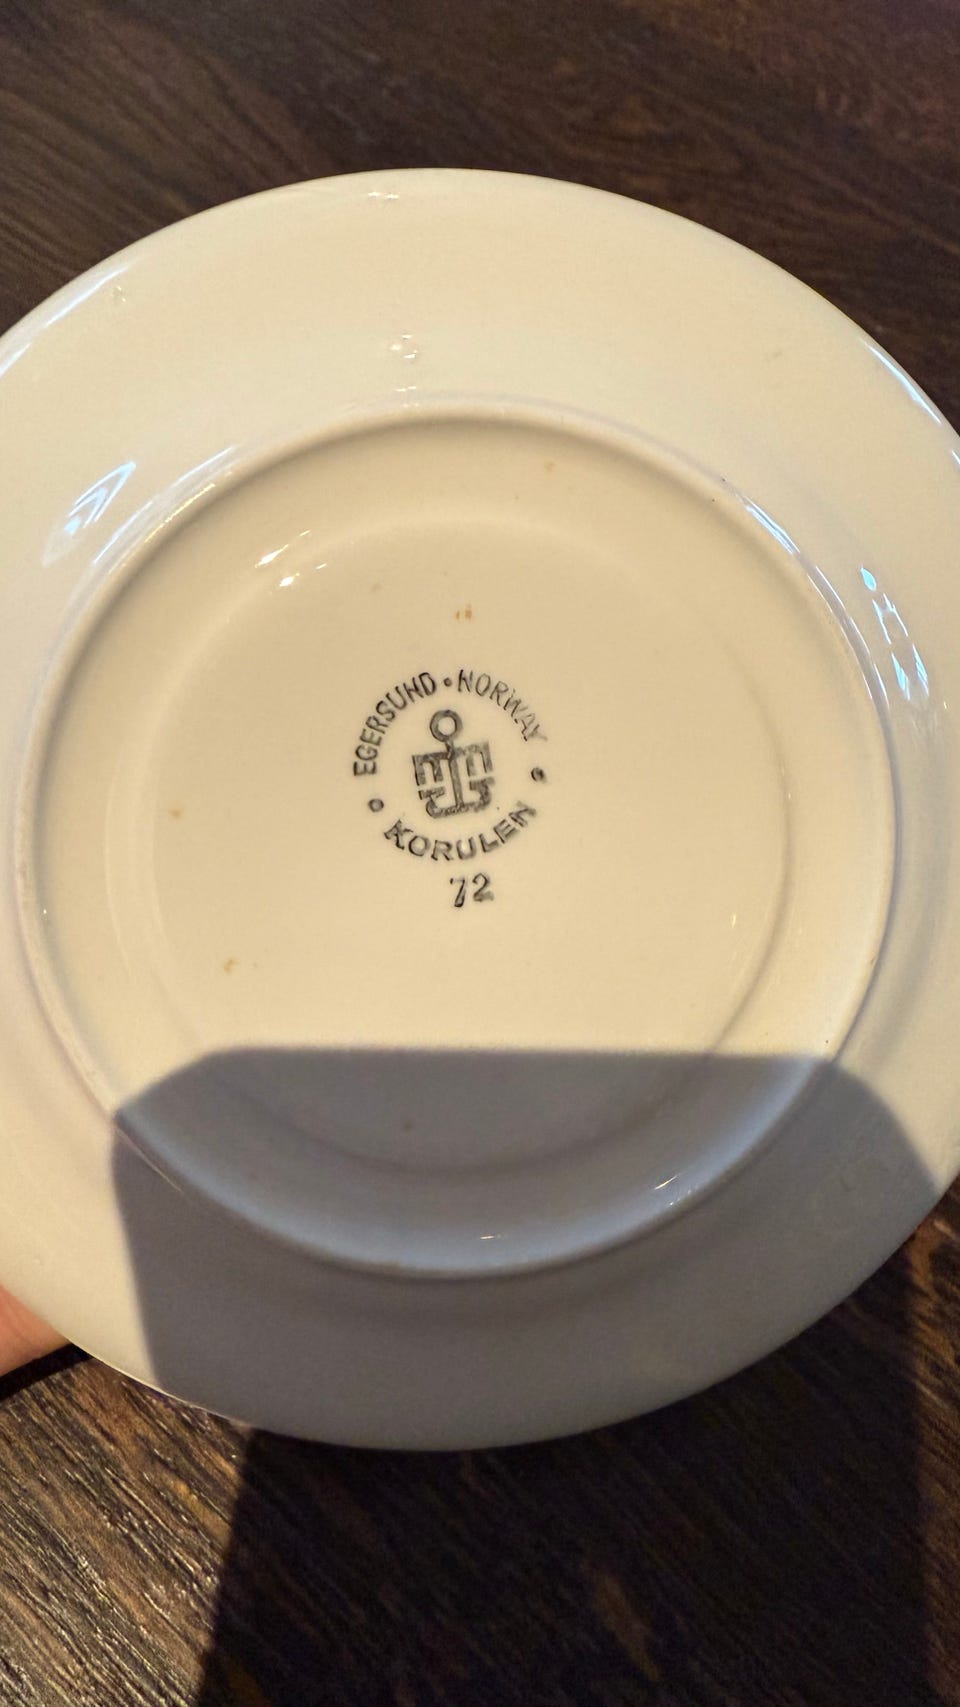 EGERSUND • NORWAY
KORULEN
72